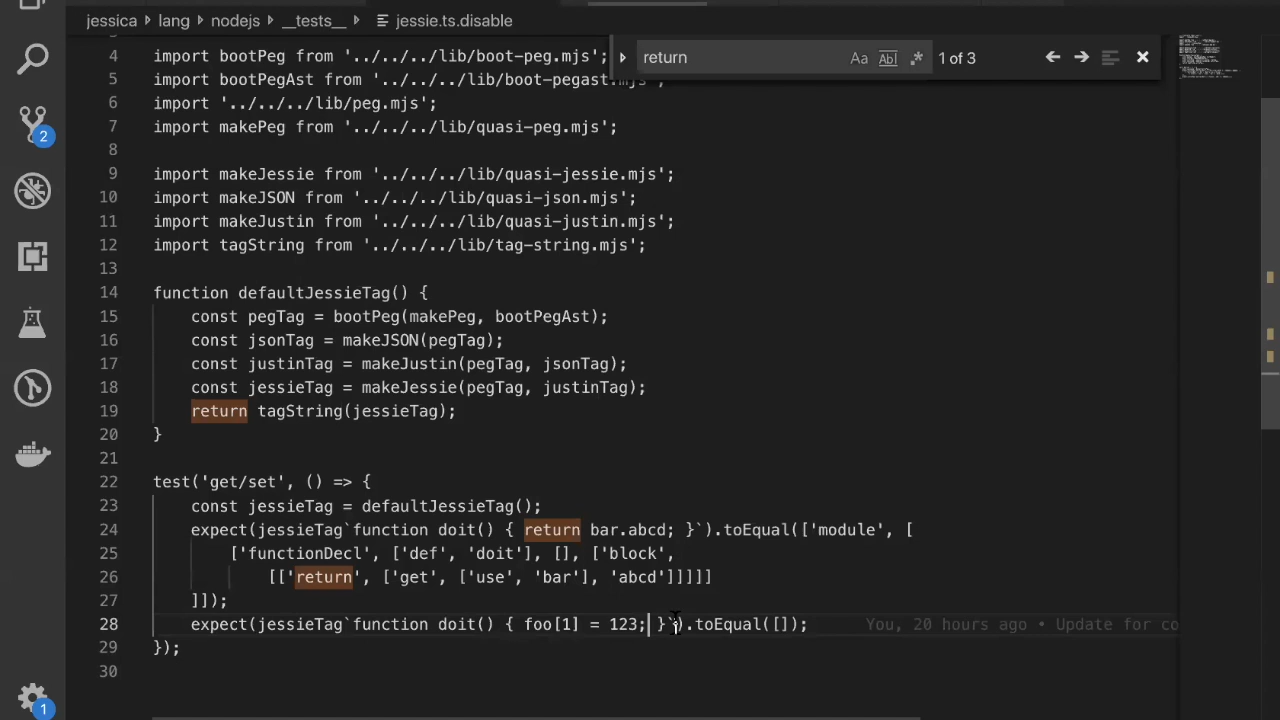 jessica lang nodejs __tests__ jessie.ts.disable
return Aa Abl .* 1 of 3
4 import bootPeg from '../../../lib/boot-peg.mjs';
5 import bootPegAst from '../../../lib/boot-pegast.mjs';
6 import '../../../lib/peg.mjs';
7 import makePeg from '../../../lib/quasi-peg.mjs';
8
9 import makeJessie from '../../../lib/quasi-jessie.mjs';
10 import makeJSON from '../../../lib/quasi-json.mjs';
11 import makeJustin from '../../../lib/quasi-justin.mjs';
12 import tagString from '../../../lib/tag-string.mjs';
13
14 function defaultJessieTag() {
15 const pegTag = bootPeg(makePeg, bootPegAst);
16 const jsonTag = makeJSON(pegTag);
17 const justinTag = makeJustin(pegTag, jsonTag);
18 const jessieTag = makeJessie(pegTag, justinTag);
19 return tagString(jessieTag);
20 }
21
22 test('get/set', () => {
23 const jessieTag = defaultJessieTag();
24 expect(jessieTag`function doit() { return bar.abcd; }`).toEqual(['module', [
25 ['functionDecl', ['def', 'doit'], [], ['block',
26 [['return', ['get', ['use', 'bar'], 'abcd']]]]]
27 ]]);
28 expect(jessieTag`function doit() { foo[1] = 123; }`).toEqual([]); You, 20 hours ago • Update for co
29 });
30
2
1